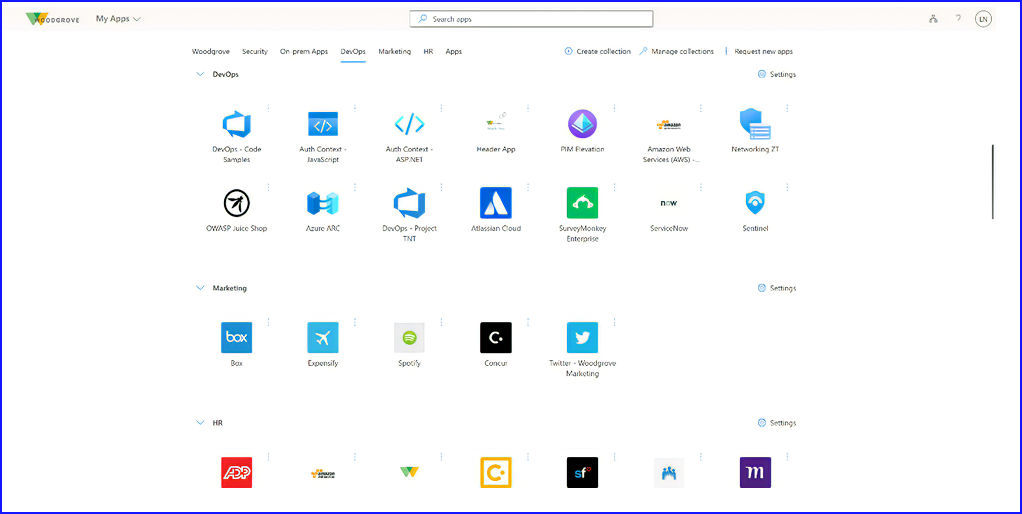 WOODGROVE
My Apps
Search apps
?
LN
Woodgrove
Security
On-prem Apps
DevOps
Marketing
HR
Apps
Create collection
Manage collections
Request new apps
DevOps
Settings
DevOps - Code
Samples
Auth Context -
JavaScript
Auth Context -
ASP.NET
Header App
PIM Elevation
amazon
Amazon Web
Services (AWS) -...
Networking ZT
OWASP Juice Shop
Azure ARC
DevOps - Project
TNT
Atlassian Cloud
SurveyMonkey
Enterprise
now
ServiceNow
Sentinel
Marketing
Settings
box
Box
Expensify
Spotify
C
Concur
Twitter - Woodgrove
Marketing
HR
Settings
ADP
amazon
C
sf
m